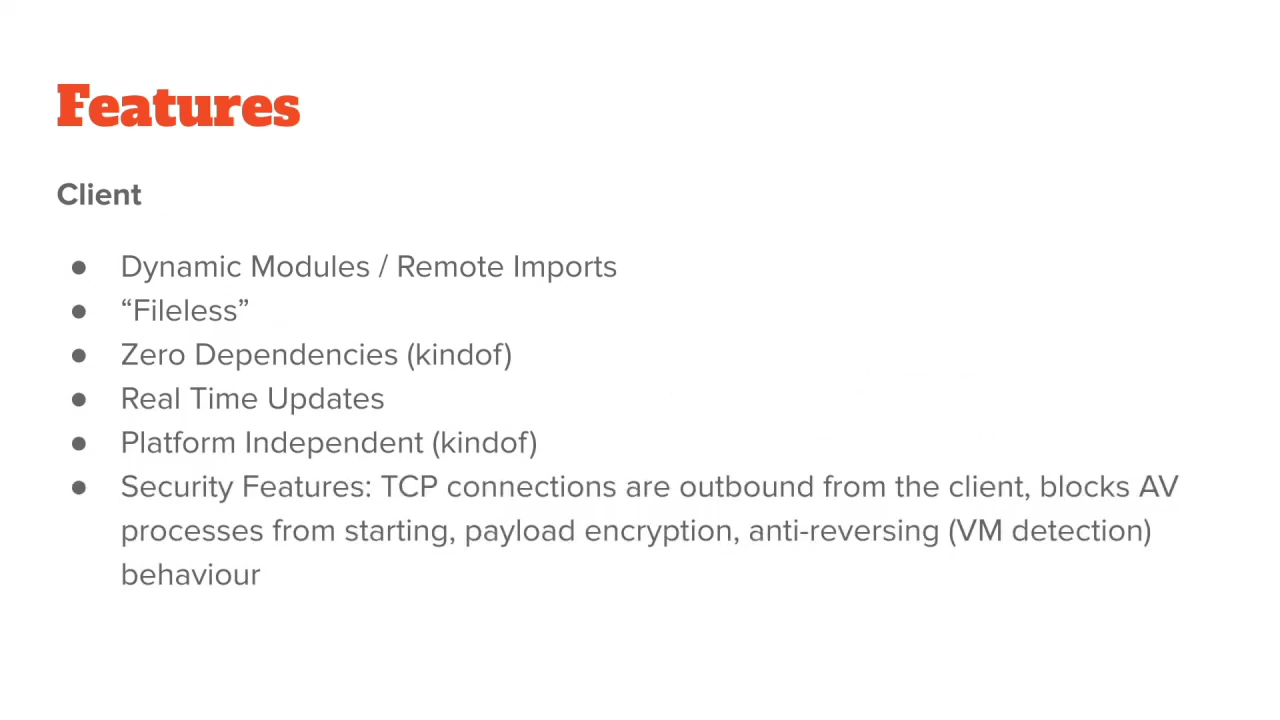 Features
Client
● Dynamic Modules / Remote Imports
● “Fileless”
● Zero Dependencies (kindof)
● Real Time Updates
● Platform Independent (kindof)
● Security Features: TCP connections are outbound from the client, blocks AV
processes from starting, payload encryption, anti-reversing (VM detection)
behaviour